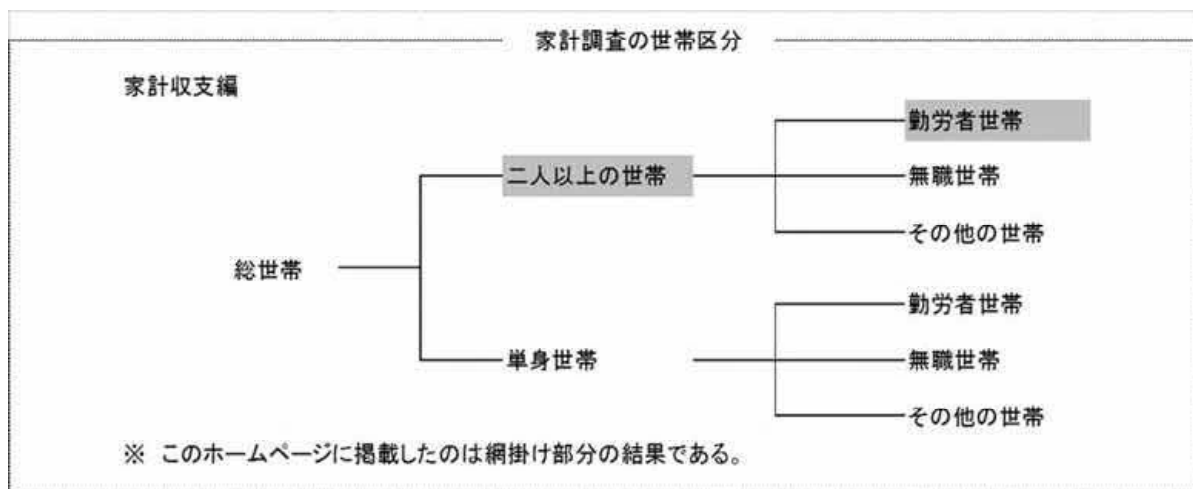 家計調査の世帯区分
家計収支編
勤労者世帯
二人以上の世帯
無職世帯
その他の世帯
総世帯
勤労者世帯
単身世帯
無職世帯
その他の世帯
※ このホームページに掲載したのは網掛け部分の結果である。